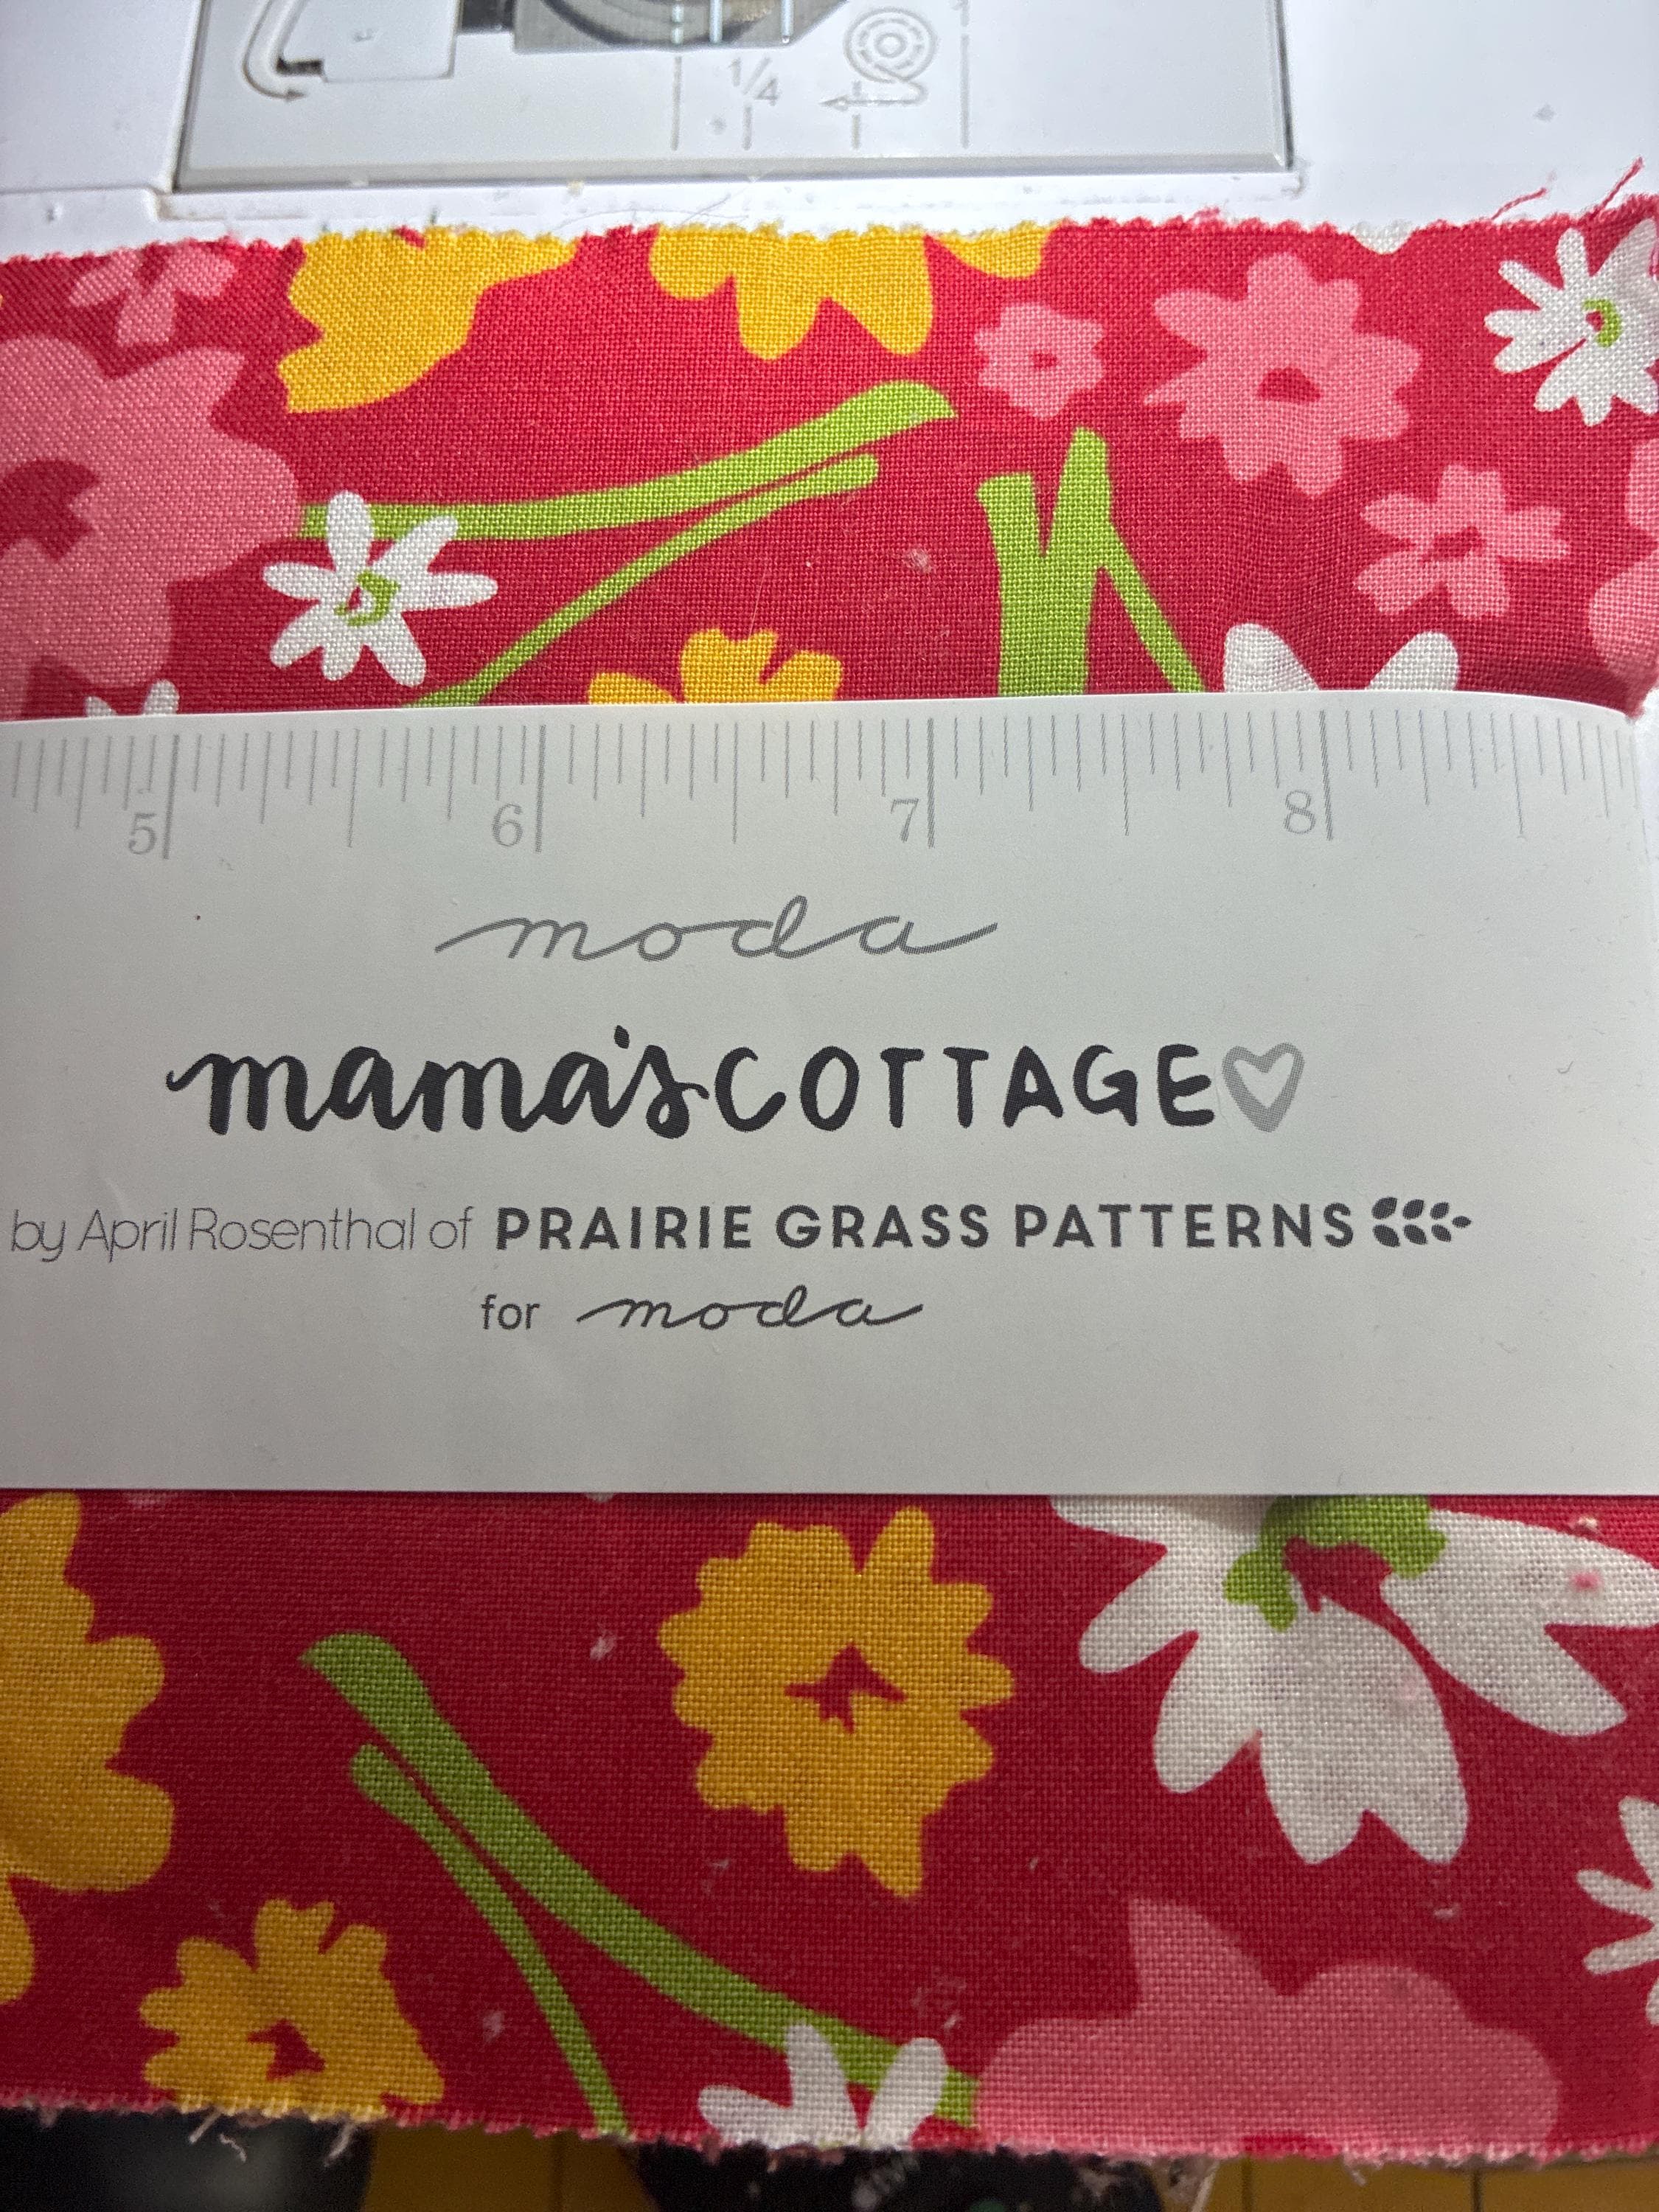 1/4
5 6 7 8
moda
mama's COTTAGE
by April Rosenthal of PRAIRIE GRASS PATTERNS
for moda